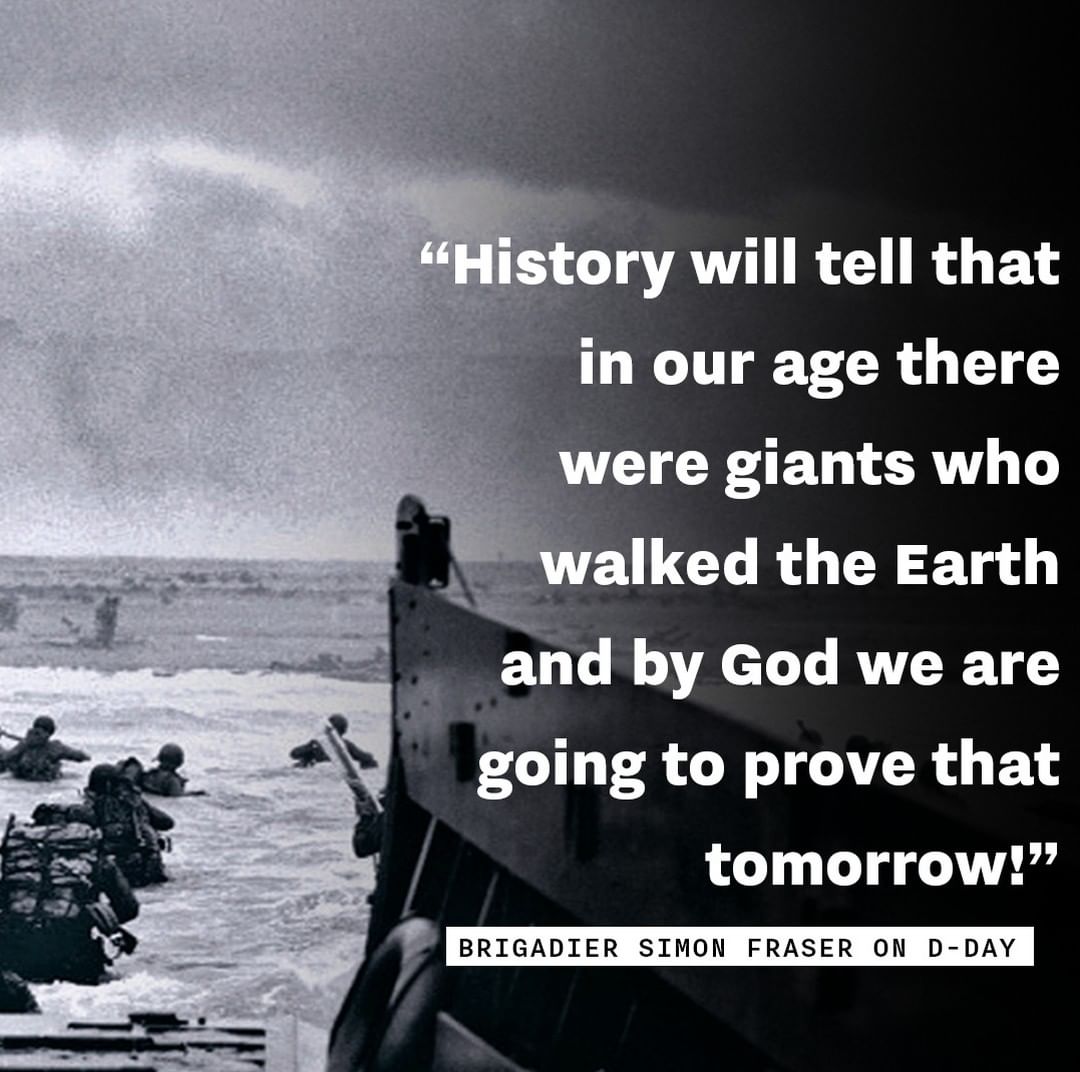 “History will tell that
in our age there
were giants who
walked the Earth
and by God we are
going to prove that
tomorrow!”
BRIGADIER SIMON FRASER ON D-DAY